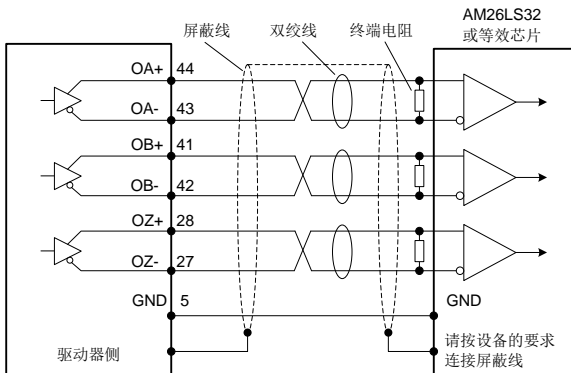 屏蔽线
双绞线
终端电阻
AM26LS32
或等效芯片
OA+ 44
OA- 43
OB+ 41
OB- 42
OZ+ 28
OZ- 27
GND 5
GND
驱动器侧
请按设备的要求
连接屏蔽线